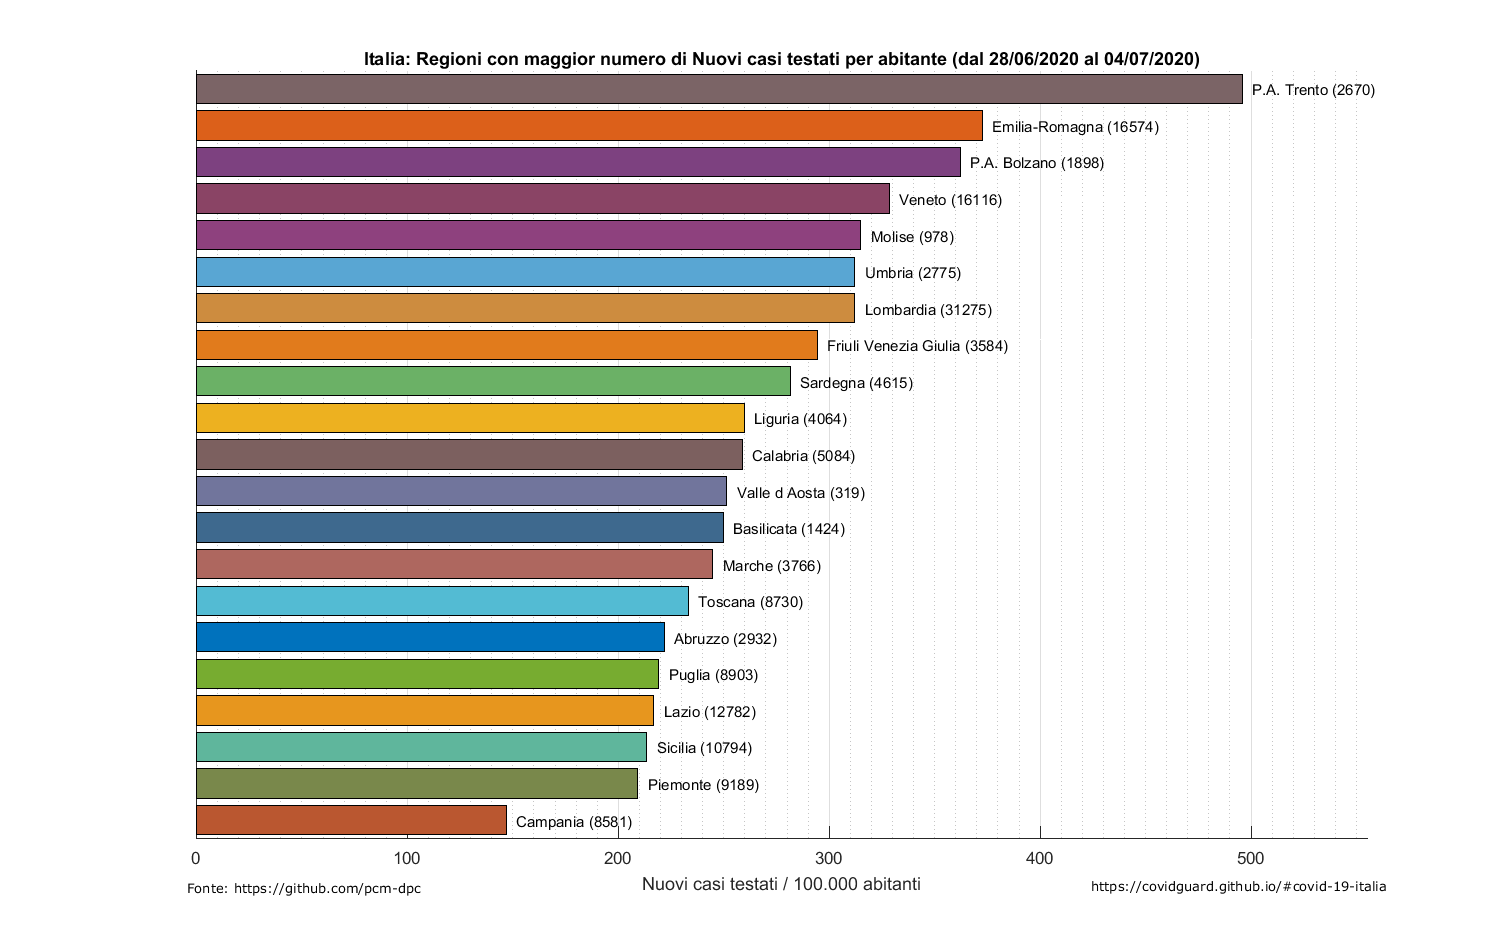 Italia: Regioni con maggior numero di Nuovi casi testati per abitante (dal 28/06/2020 al 04/07/2020)
P.A. Trento (2670)
Emilia-Romagna (16574)
P.A. Bolzano (1898)
Veneto (16116)
Molise (978)
Umbria (2775)
Lombardia (31275)
Friuli Venezia Giulia (3584)
Sardegna (4615)
Liguria (4064)
Calabria (5084)
Valle d Aosta (319)
Basilicata (1424)
Marche (3766)
Toscana (8730)
Abruzzo (2932)
Puglia (8903)
Lazio (12782)
Sicilia (10794)
Piemonte (9189)
Campania (8581)
0 100 200 300 400 500
Nuovi casi testati / 100.000 abitanti
Fonte: https://github.com/pcm-dpc
https://covidguard.github.io/#covid-19-italia